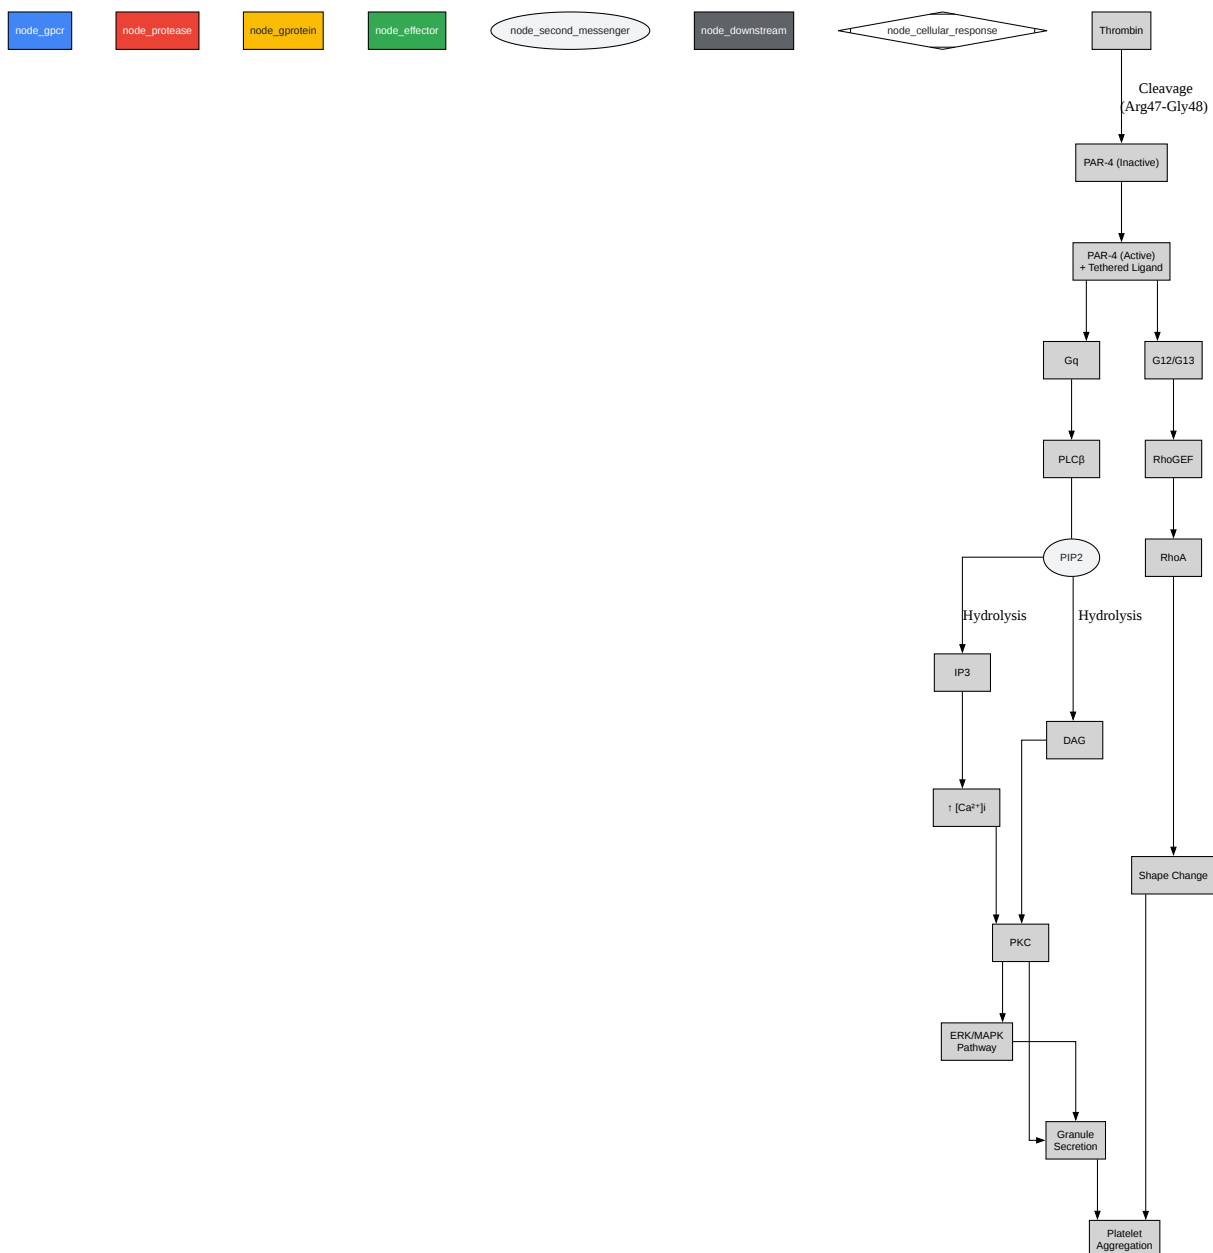 node_gpcr
node_protease
node_gprotein
node_effector
node_second_messenger
node_downstream
node_cellular_response
Thrombin
Cleavage
(Arg47-Gly48)
PAR-4 (Inactive)
PAR-4 (Active)
+ Tethered Ligand
Gq
G12/G13
PLCβ
RhoGEF
PIP2
RhoA
Hydrolysis
Hydrolysis
IP3
DAG
↑ [Ca²⁺]i
Shape Change
PKC
ERK/MAPK
Pathway
Granule
Secretion
Platelet
Aggregation